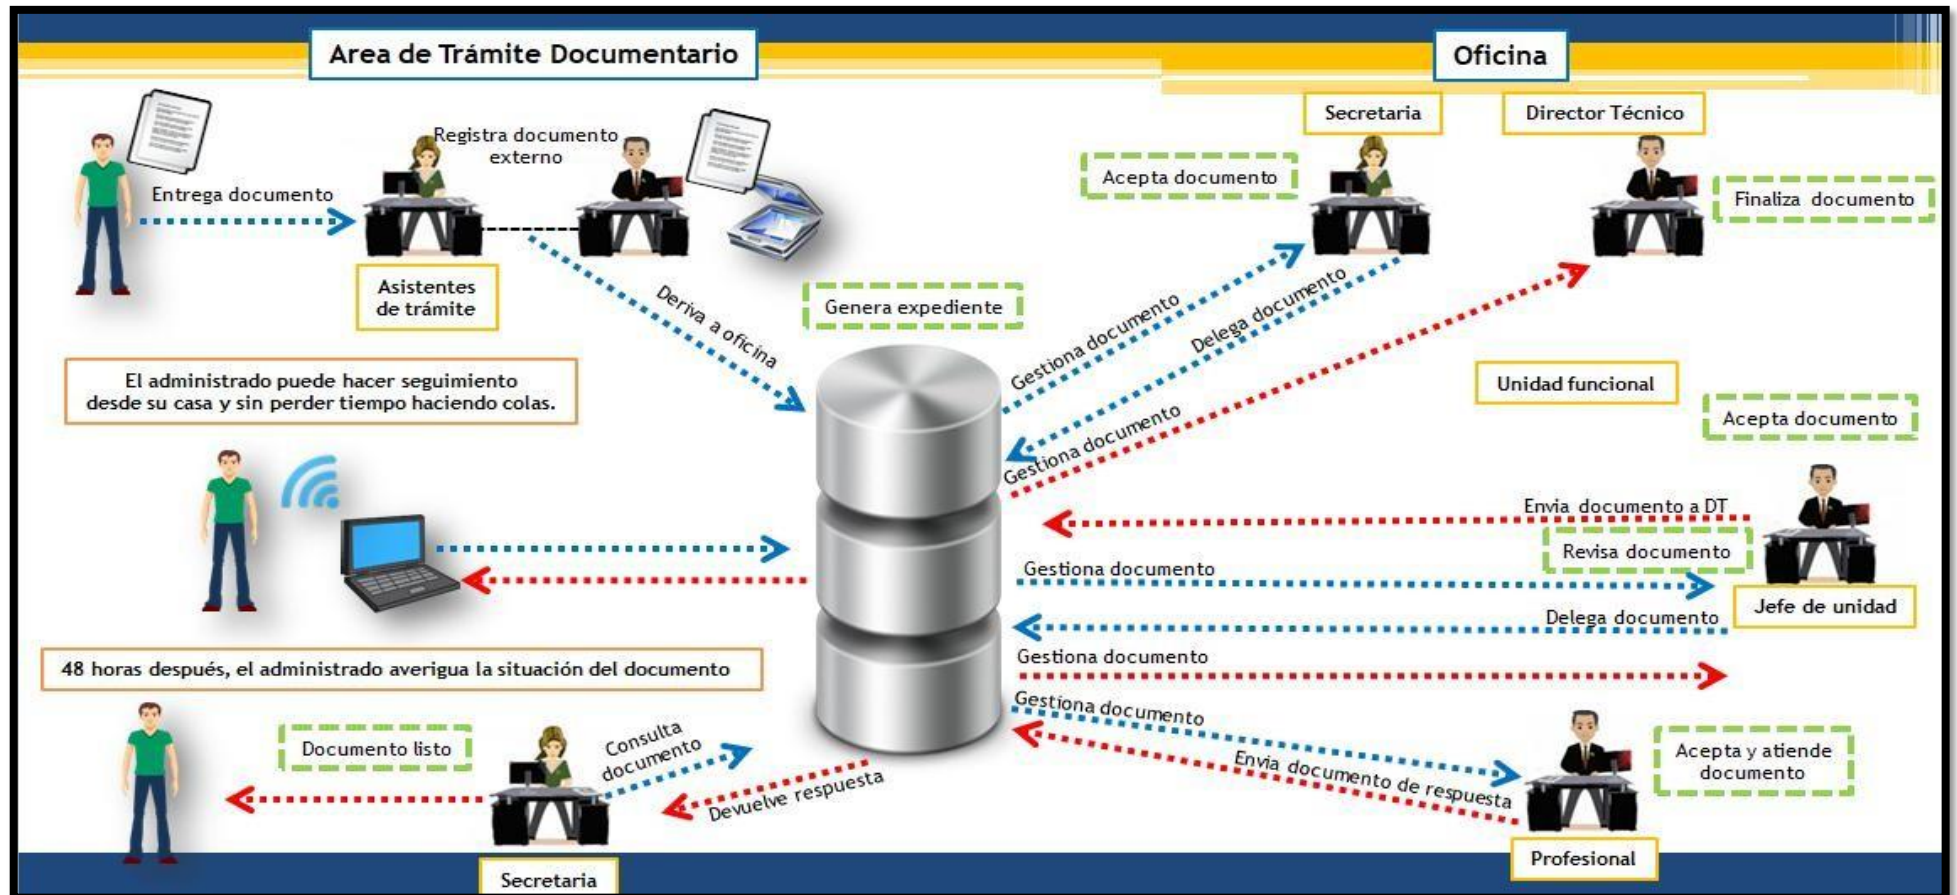 Area de Trámite Documentario
Oficina
Secretaria
Director Técnico
Registra documento
externo
Acepta documento
Entrega documento
Finaliza documento
Asistentes
de trámite
Deriva a oficina
Genera expediente
Gestiona documento
Delega documento
Gestiona documento
El administrado puede hacer seguimiento
desde su casa y sin perder tiempo haciendo colas.
Unidad funcional
Acepta documento
Envia documento a DT
Revisa documento
Gestiona documento
Jefe de unidad
Delega documento
Gestiona documento
48 horas después, el administrado averigua la situación del documento
Gestiona documento
Envia documento de respuesta
Acepta y atiende
documento
Profesional
Documento listo
Consulta
documento
Devuelve respuesta
Secretaria